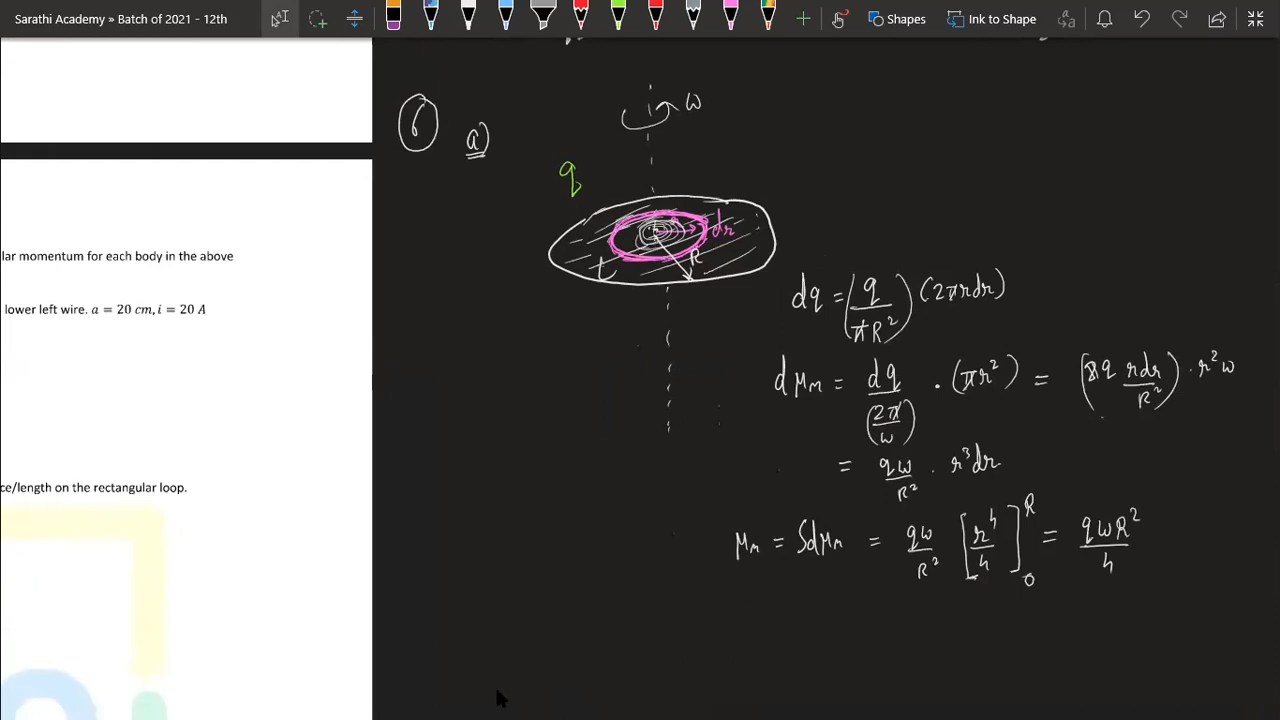 Sarathi Academy » Batch of 2021 - 12th
Shapes
Ink to Shape
lar momentum for each body in the above
lower left wire. a = 20 cm, i = 20 A
ce/length on the rectangular loop.
6 a)
ω
q
r dr
R
t
dq = (q/πR²) (2πrdr)
dμm = dq/(2π/ω) · (πr²) = (2q rdr/R²) · r²ω
= qω/R² · r³dr
μm = ∫dμm = qω/R² [r⁴/4]₀ᴿ = qωR²/4